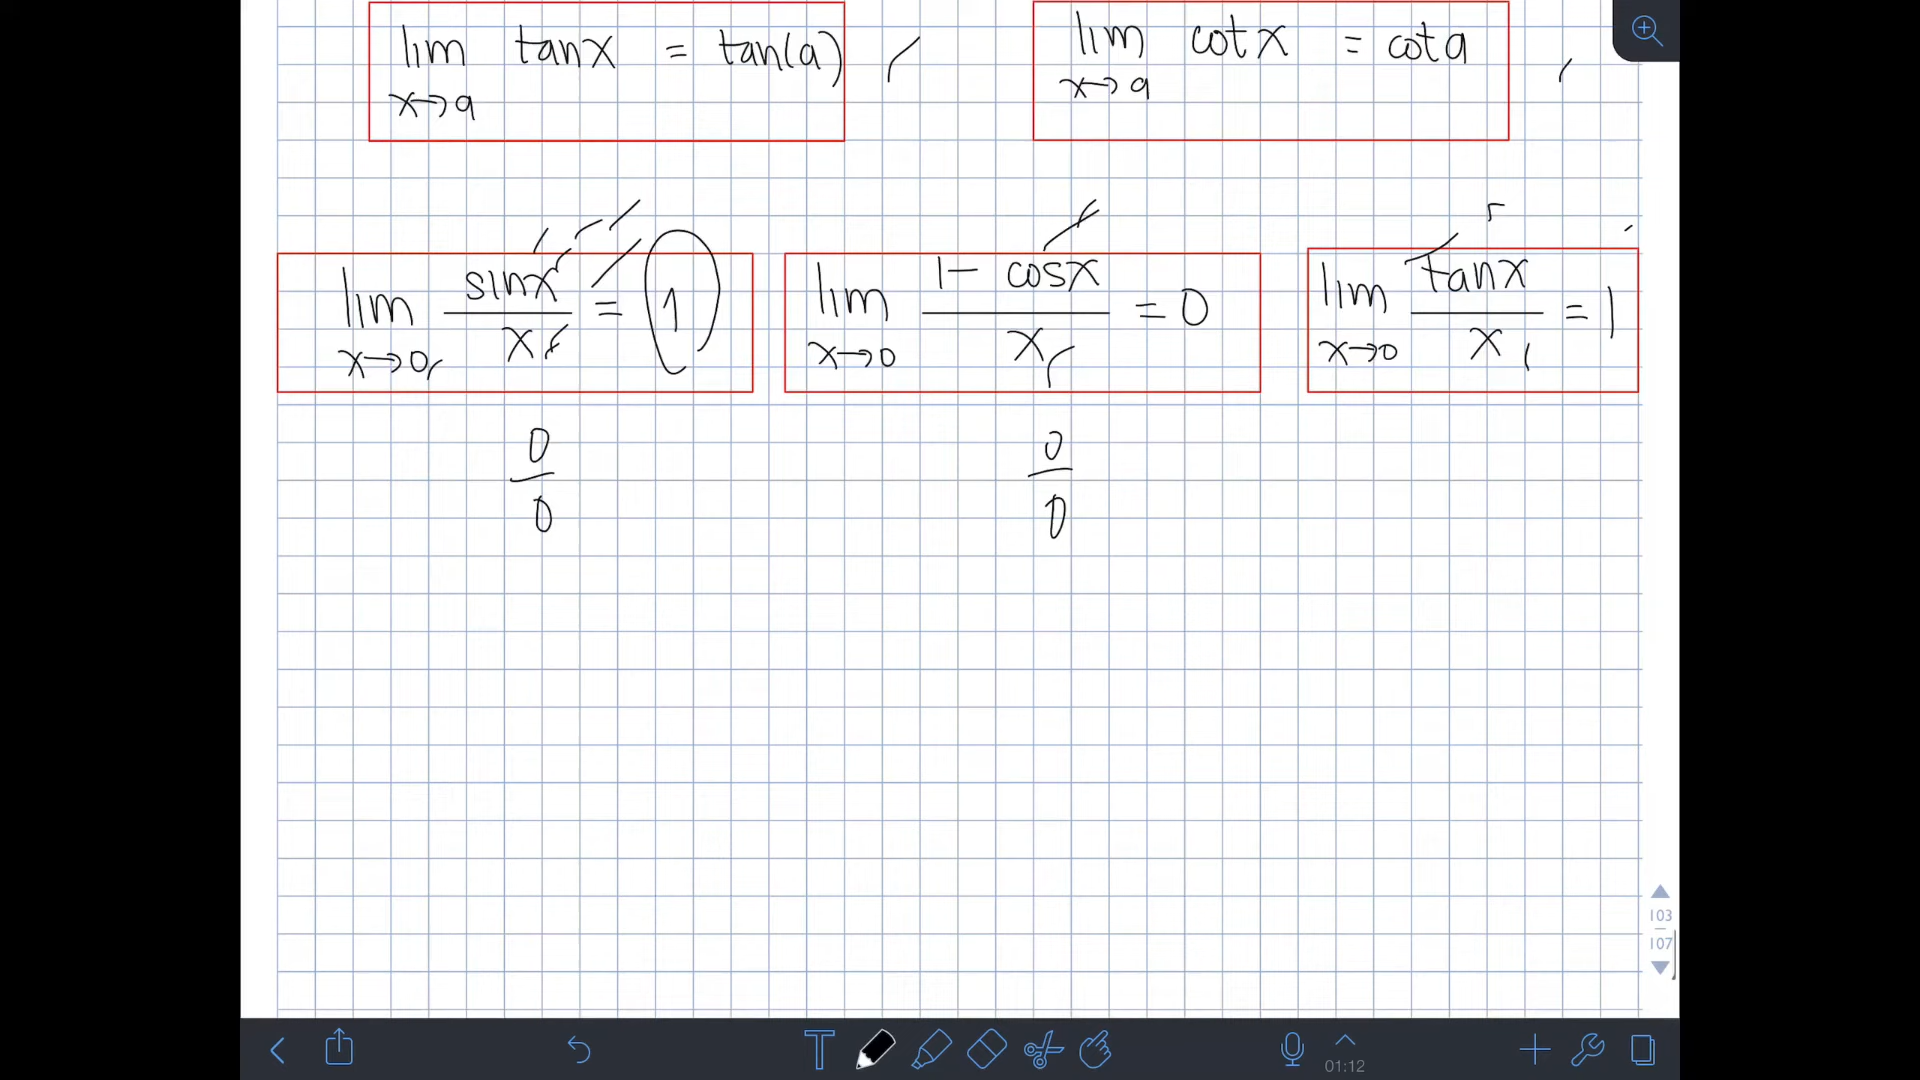 lim x→a tanx = tan(a)
lim x→a cotx = cota
lim x→0 sinx/x = 1
lim x→0 1 - cosx/x = 0
lim x→0 tanx/x = 1
0/0
0/0
103
107
T
01:12